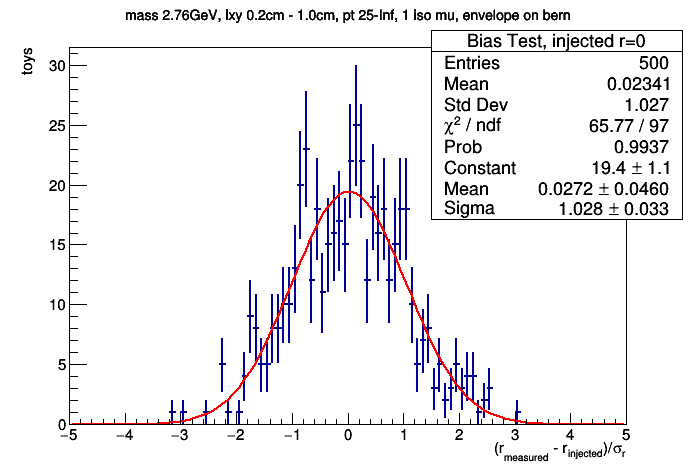 mass 2.76GeV, lxy 0.2cm - 1.0cm, pt 25-Inf, 1 Iso mu, envelope on bern
Bias Test, injected r=0
Entries 500
Mean 0.02341
Std Dev 1.027
χ² / ndf 65.77 / 97
Prob 0.9937
Constant 19.4 ± 1.1
Mean 0.0272 ± 0.0460
Sigma 1.028 ± 0.033
toys
30
25
20
15
10
5
0
−5 −4 −3 −2 −1 0 1 2 3 4 5
(r_measured - r_injected)/σ_r